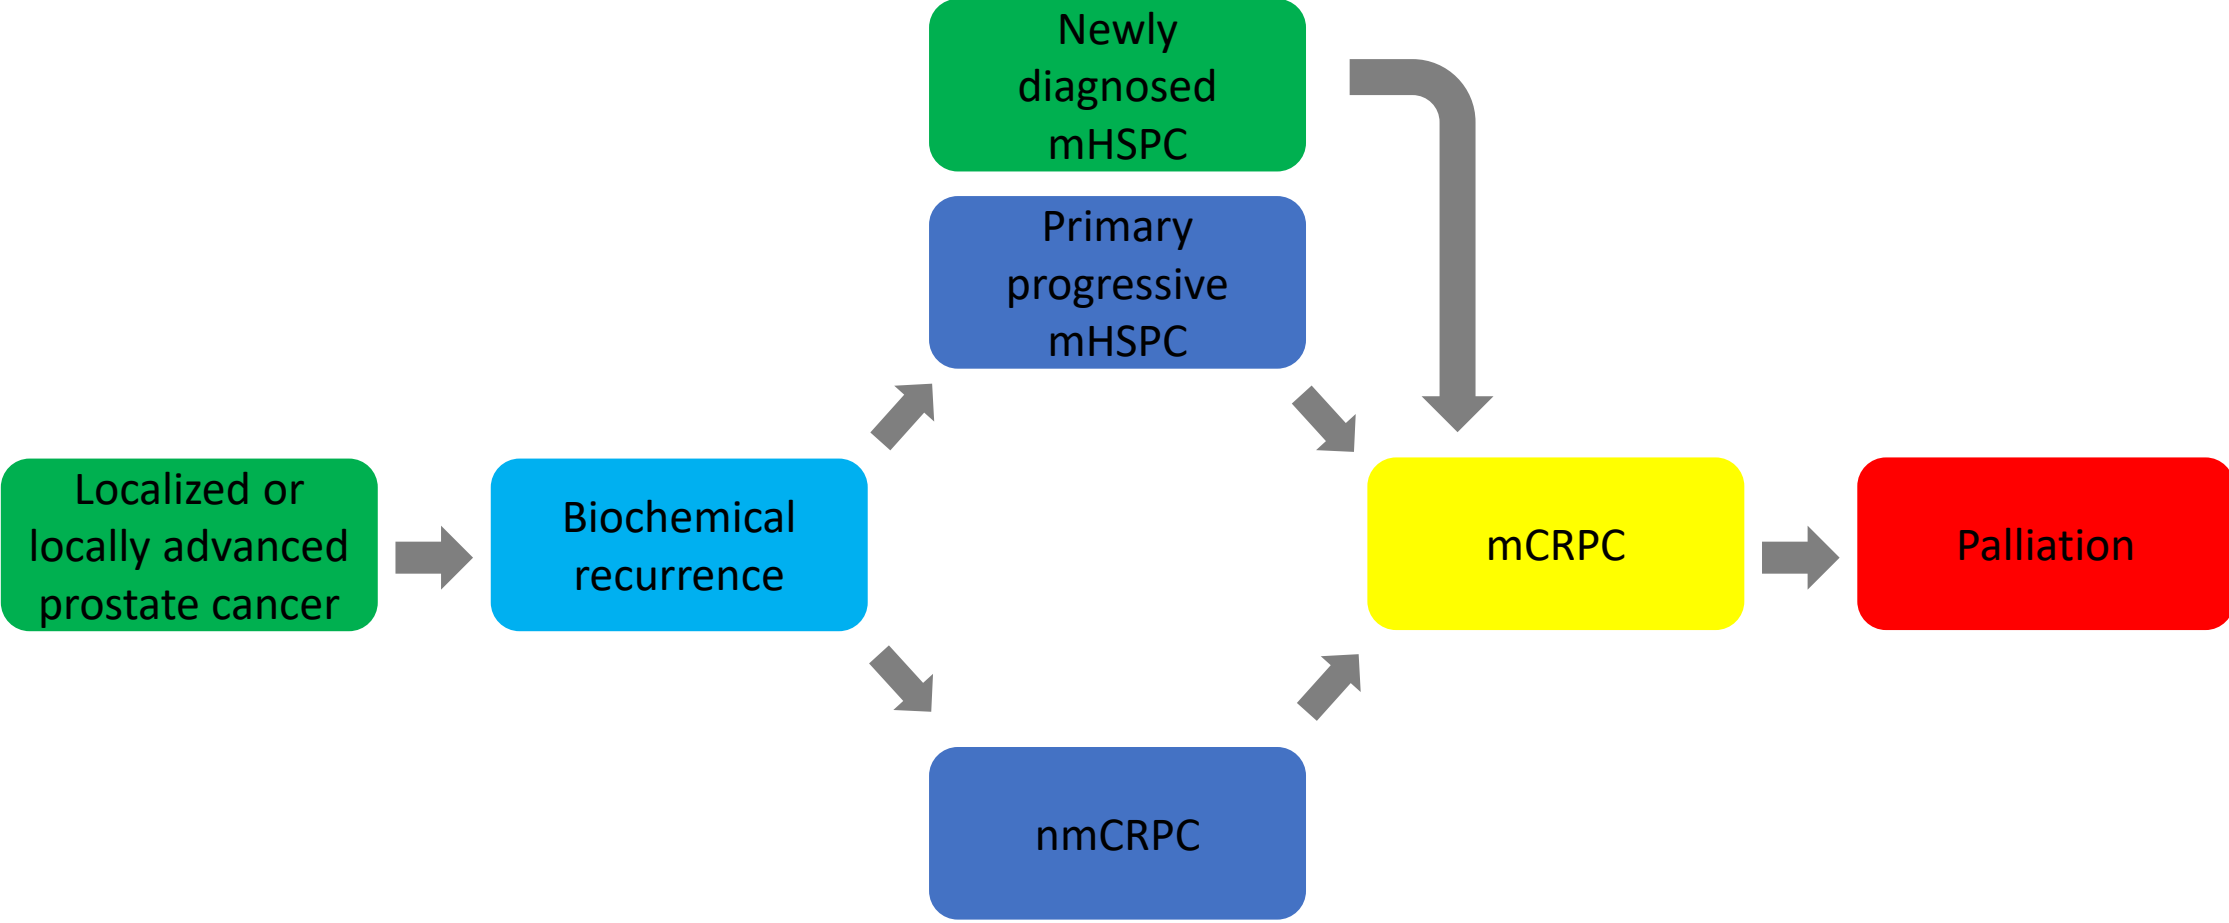 Newly
diagnosed
mHSPC
Primary
progressive
mHSPC
Localized or
locally advanced
prostate cancer
Biochemical
recurrence
mCRPC
Palliation
nmCRPC